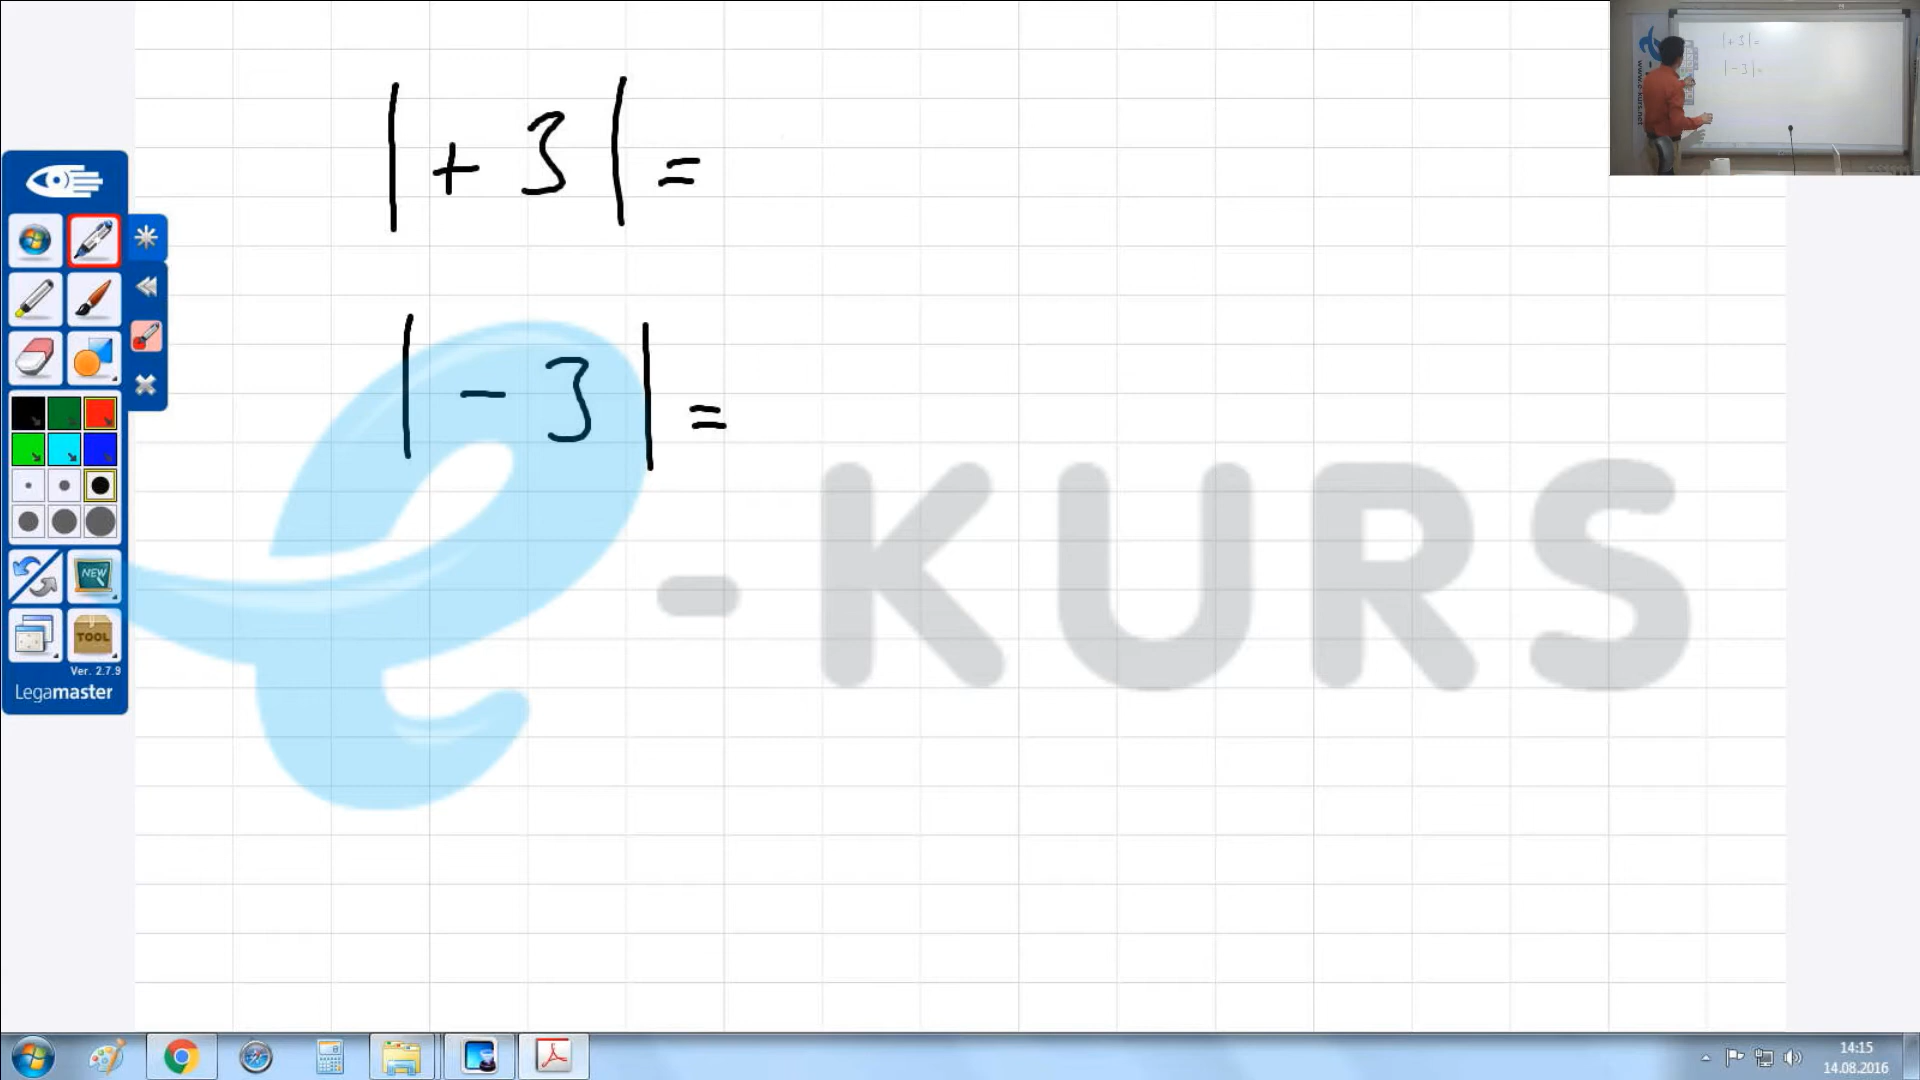 |+3|=
|-3|=
e-KURS
NEW
TOOL
Ver. 2.7.9
Legamaster
14:15
14.08.2016